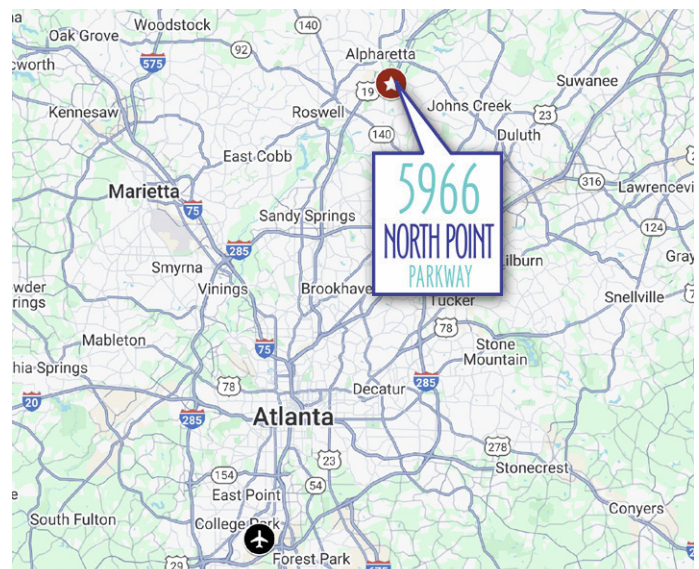 Woodstock
140
Oak Grove
92
cworth
575
Alpharetta
Suwanee
19
Kennesaw
Roswell
Johns Creek
23
140
Duluth
East Cobb
5966
NORTH POINT
PARKWAY
316
Lawrencevi
Marietta
75
Sandy Springs
124
285
Smyrna
ilburn
Gray
Vinings
Brookhave
Tucker
Snellville
wder
rings
78
Mableton
75
Stone
Mountain
hia Springs
78
Decatur
285
20
285
Atlanta
278
23
Stonecrest
154
54
East Point
Conyers
South Fulton
College Park
29
Forest Park